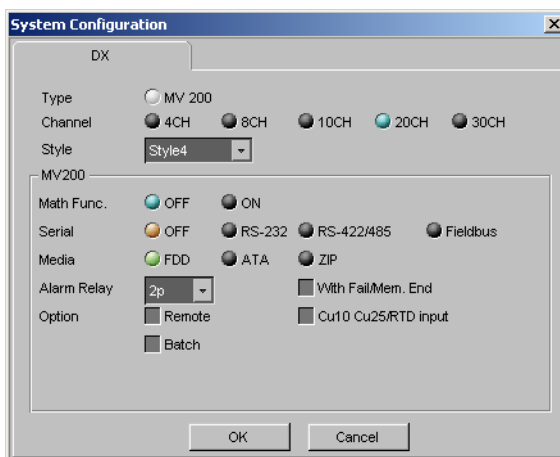 System Configuration
DX
Type MV 200
Channel 4CH 8CH 10CH 20CH 30CH
Style Style4
MV200
Math Func. OFF ON
Serial OFF RS-232 RS-422/485 Fieldbus
Media FDD ATA ZIP
Alarm Relay 2p With Fail/Mem. End
Option Remote Cu10 Cu25/RTD input
Batch
OK Cancel